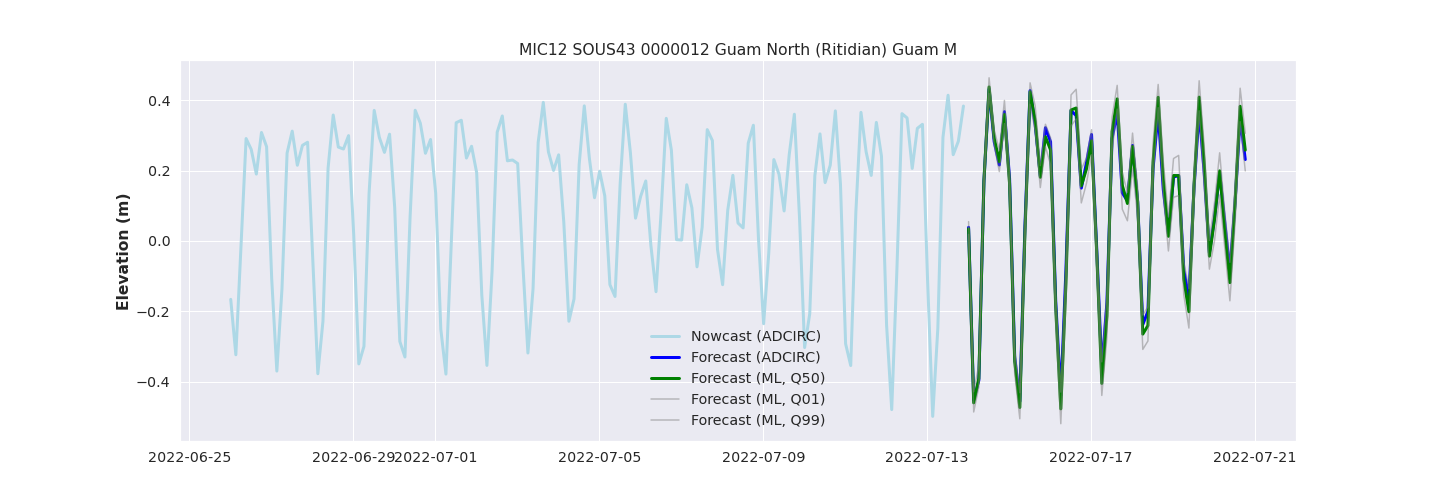 MIC12 SOUS43 0000012 Guam North (Ritidian) Guam M
Elevation (m)
0.4
0.2
0.0
−0.2
−0.4
Nowcast (ADCIRC)
Forecast (ADCIRC)
Forecast (ML, Q50)
Forecast (ML, Q01)
Forecast (ML, Q99)
2022-06-25 2022-06-29 2022-07-01 2022-07-05 2022-07-09 2022-07-13 2022-07-17 2022-07-21